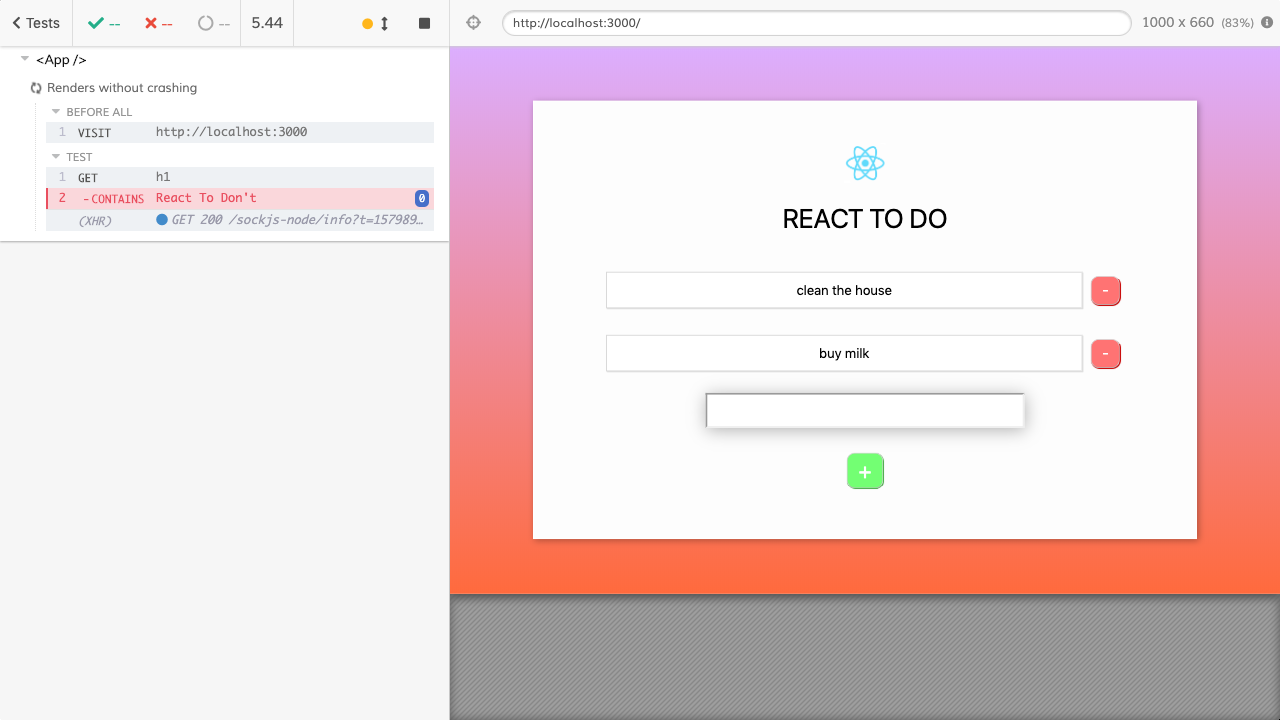 Tests
--
--
--
5.44
http://localhost:3000/
1000 x 660 (83%)
<App />
Renders without crashing
BEFORE ALL
1 VISIT http://localhost:3000
TEST
1 GET h1
2 -CONTAINS React To Don't 0
(XHR) GET 200 /sockjs-node/info?t=157989…
REACT TO DO
clean the house
-
buy milk
-
+